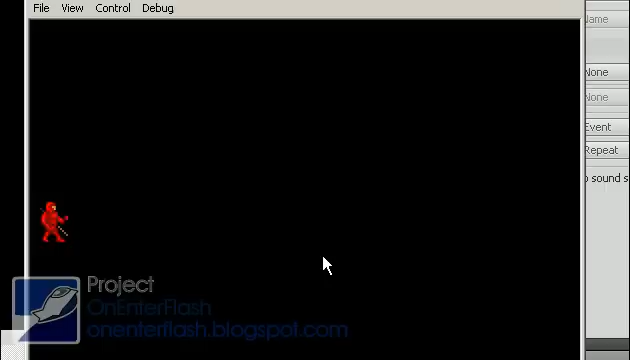 File View Control Debug
Name
None
None
Event
Repeat
o sound s
Project
OnEnterFlash
onenterflash.blogspot.com